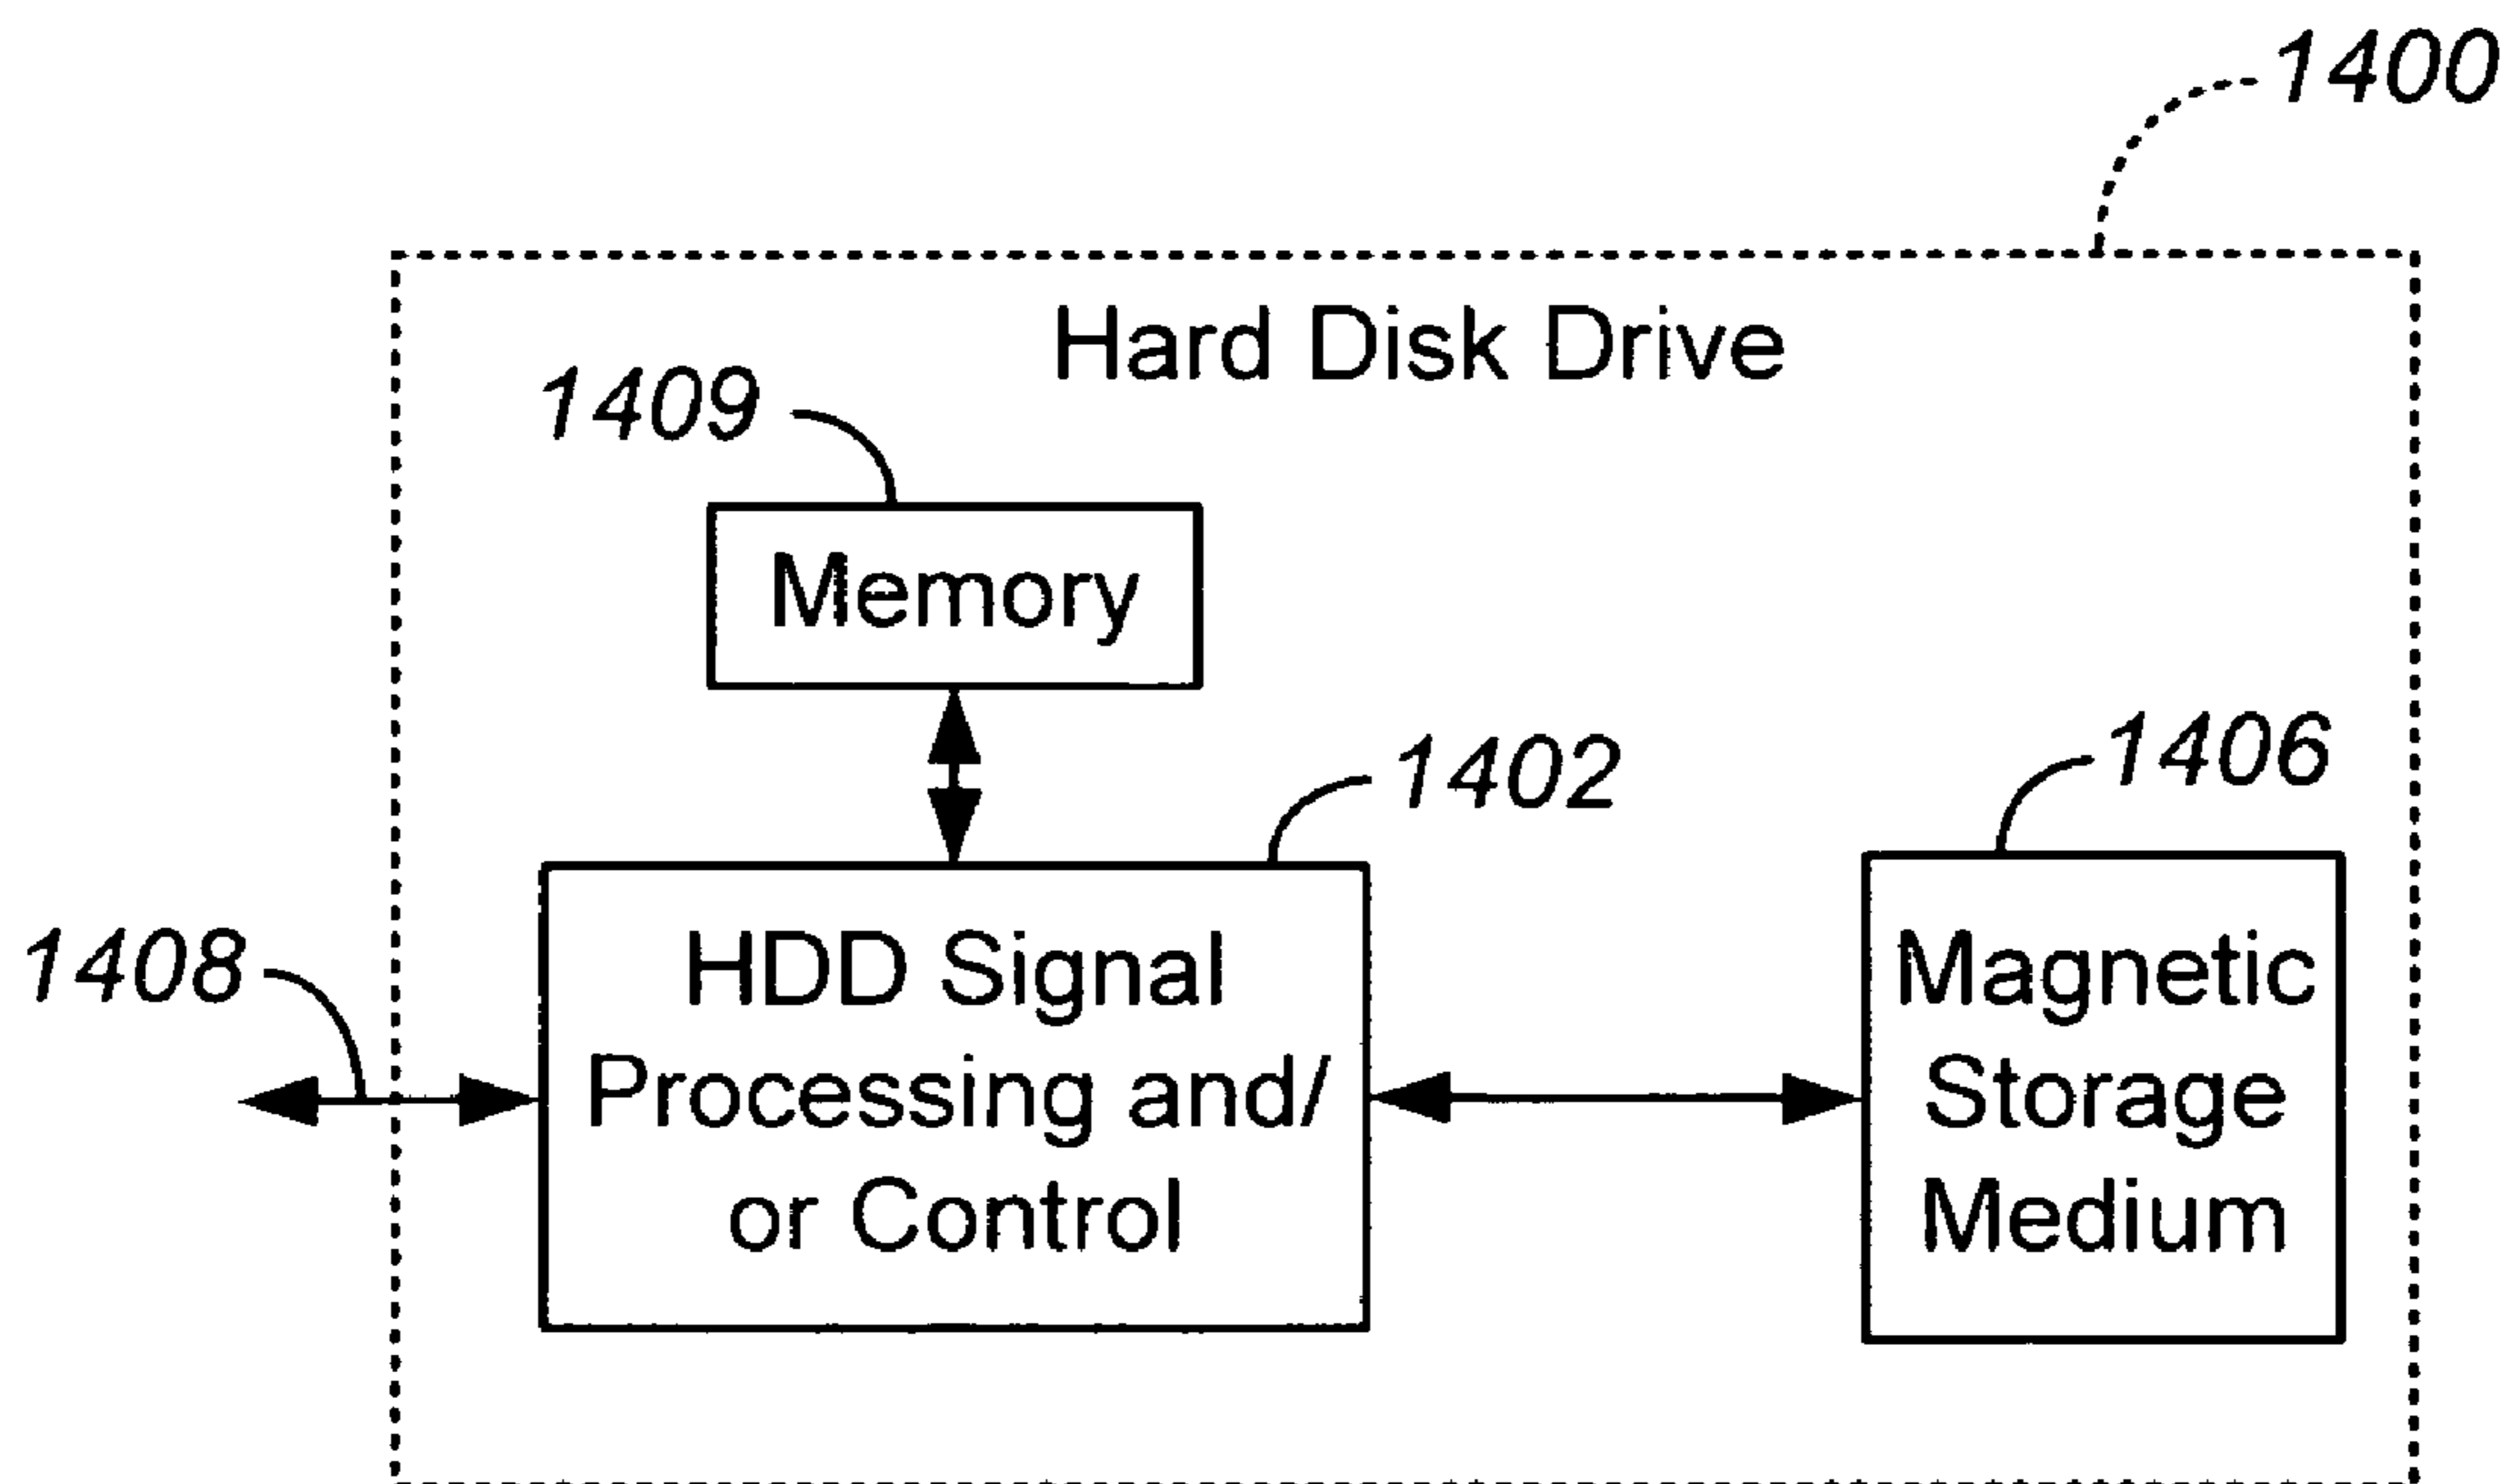 1400
Hard Disk Drive
1409
Memory
1402
1406
1408
HDD Signal
Processing and/
or Control
Magnetic
Storage
Medium